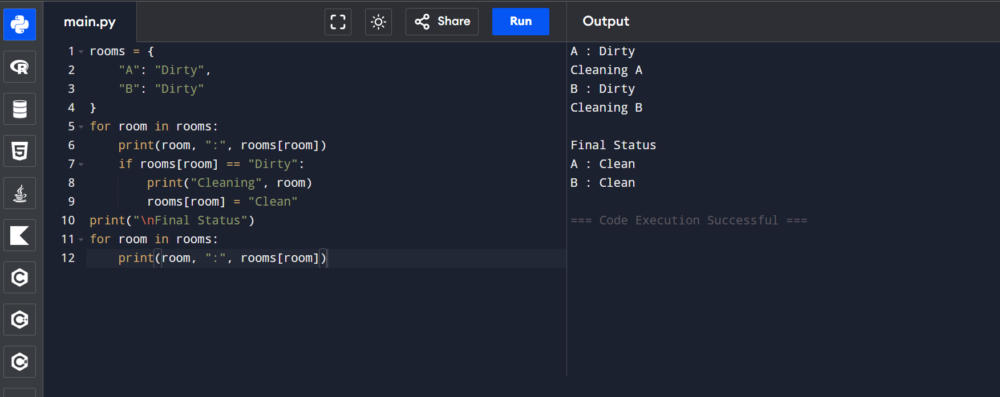 main.py
Share
Run
Output
1 rooms = {
2     "A": "Dirty",
3     "B": "Dirty"
4 }
5 for room in rooms:
6     print(room, ":", rooms[room])
7     if rooms[room] == "Dirty":
8         print("Cleaning", room)
9         rooms[room] = "Clean"
10 print("\nFinal Status")
11 for room in rooms:
12     print(room, ":", rooms[room])
A : Dirty
Cleaning A
B : Dirty
Cleaning B

Final Status
A : Clean
B : Clean

=== Code Execution Successful ===